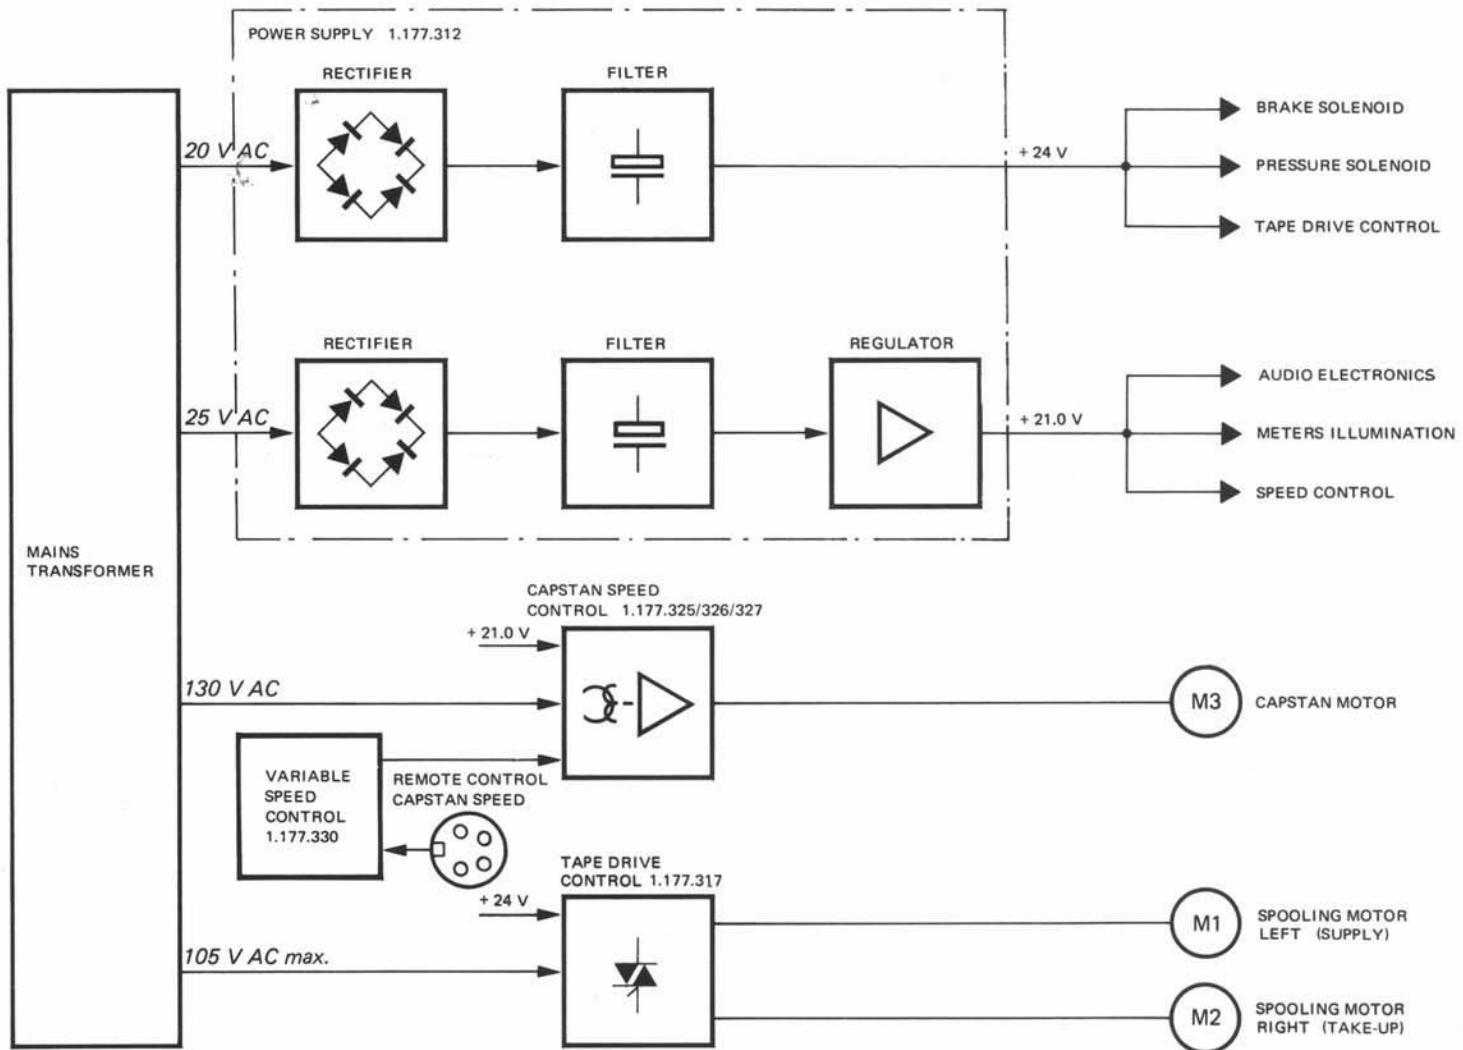 POWER SUPPLY 1.177.312
RECTIFIER
FILTER
20 V AC
+ 24 V
BRAKE SOLENOID
PRESSURE SOLENOID
TAPE DRIVE CONTROL
RECTIFIER
FILTER
REGULATOR
25 V AC
+ 21.0 V
AUDIO ELECTRONICS
METERS ILLUMINATION
SPEED CONTROL
MAINS
TRANSFORMER
CAPSTAN SPEED
CONTROL 1.177.325/326/327
+ 21.0 V
130 V AC
M3
CAPSTAN MOTOR
VARIABLE
SPEED
CONTROL
1.177.330
REMOTE CONTROL
CAPSTAN SPEED
TAPE DRIVE
CONTROL 1.177.317
+ 24 V
105 V AC max.
M1
SPOOLING MOTOR
LEFT (SUPPLY)
M2
SPOOLING MOTOR
RIGHT (TAKE-UP)